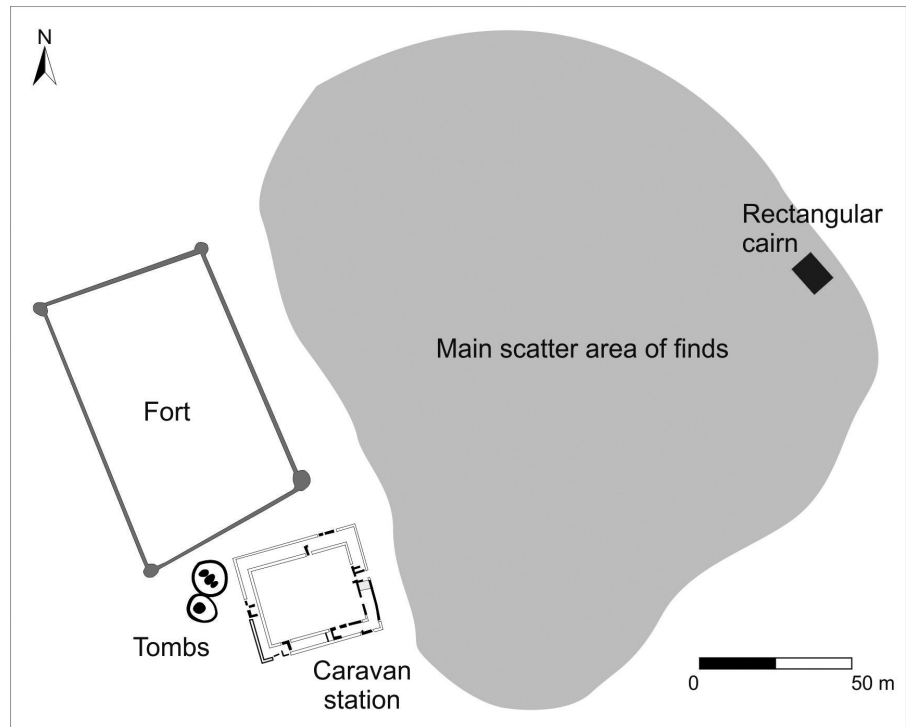 N
Rectangular
cairn
Main scatter area of finds
Fort
Tombs
Caravan
station
0 50 m